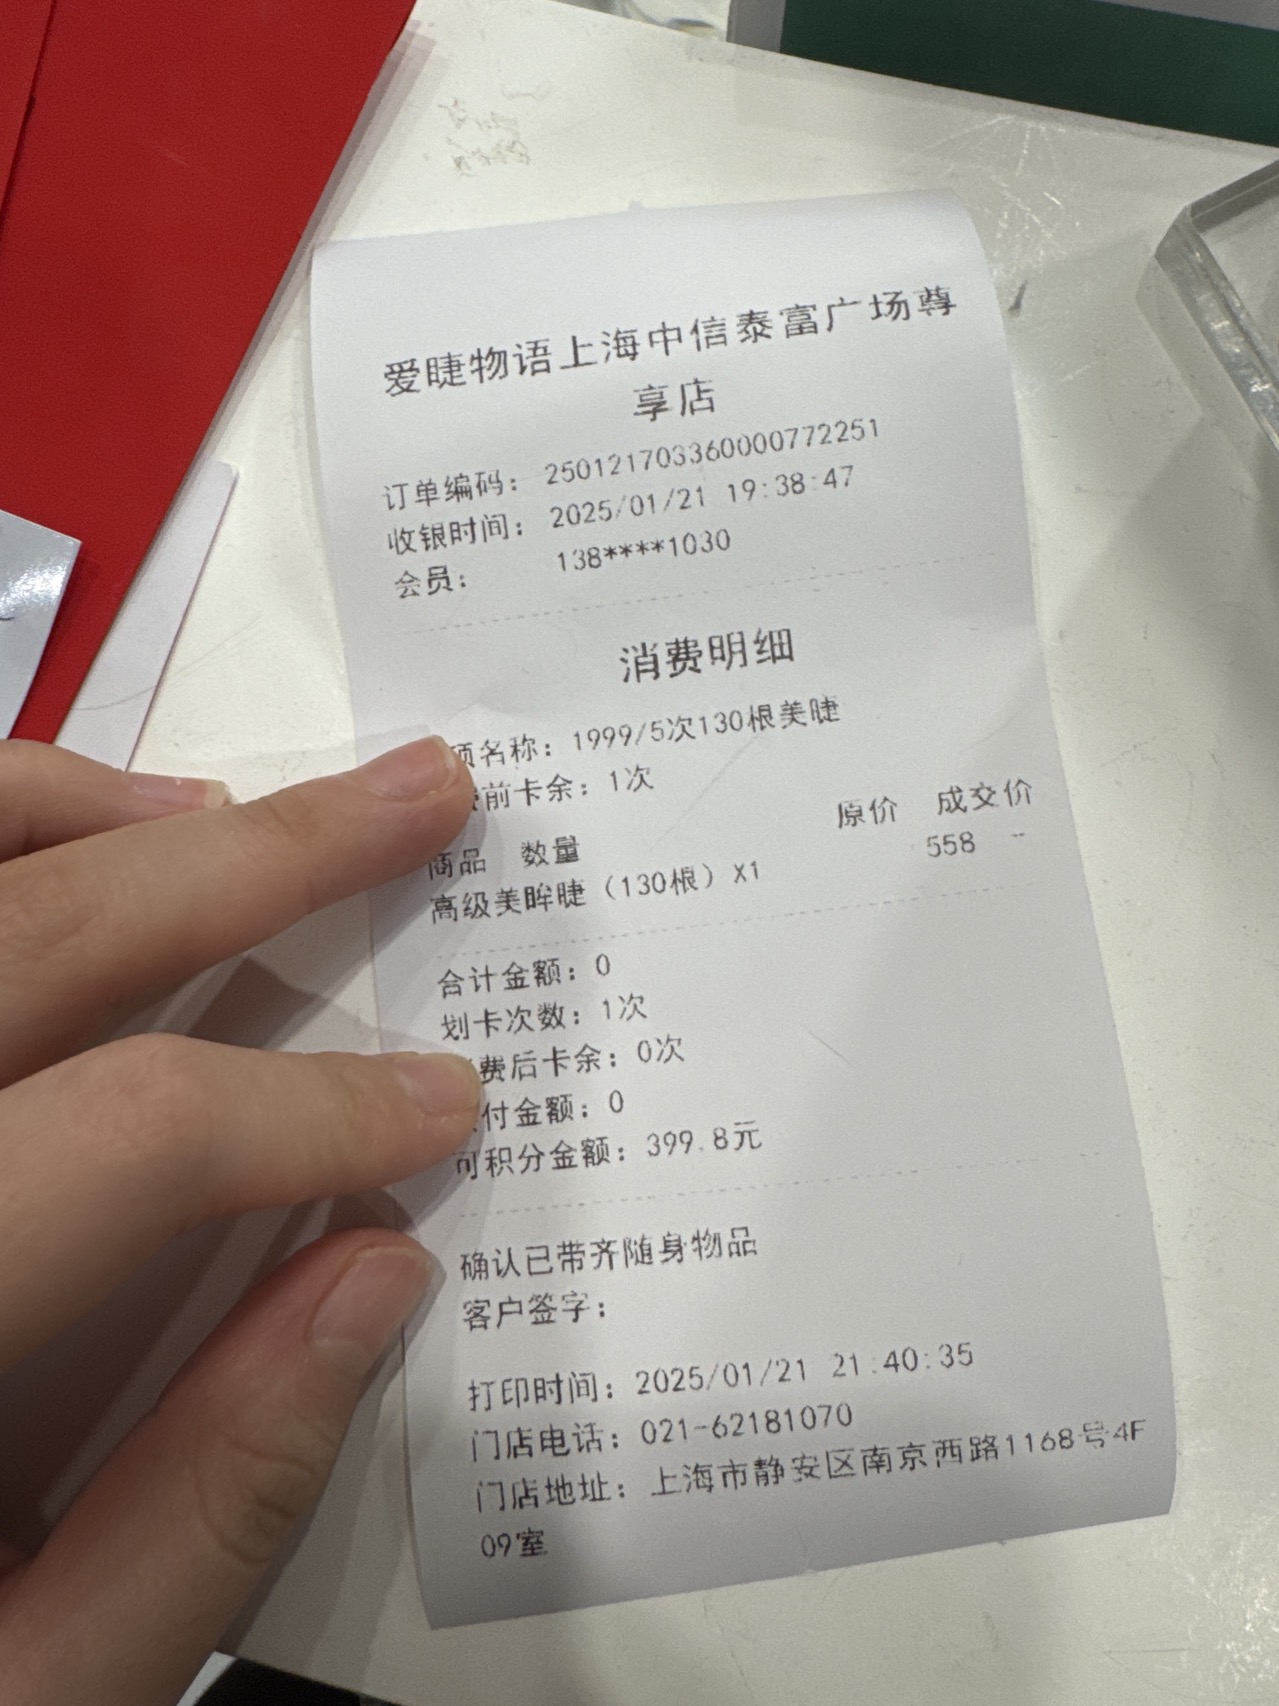 爱睫物语上海中信泰富广场尊
享店
订单编码： 250121703360000772251
收银时间： 2025/01/21 19:38:47
会员： 138****1030
消费明细
项名称：1999/5次130根美睫
费前卡余：1次
商品 数量 原价 成交价
高级美眸睫（130根）X1 558 -
合计金额：0
划卡次数：1次
费后卡余：0次
付金额：0
可积分金额：399.8元
确认已带齐随身物品
客户签字：
打印时间：2025/01/21 21:40:35
门店电话：021-62181070
门店地址：上海市静安区南京西路1168号4F
09室